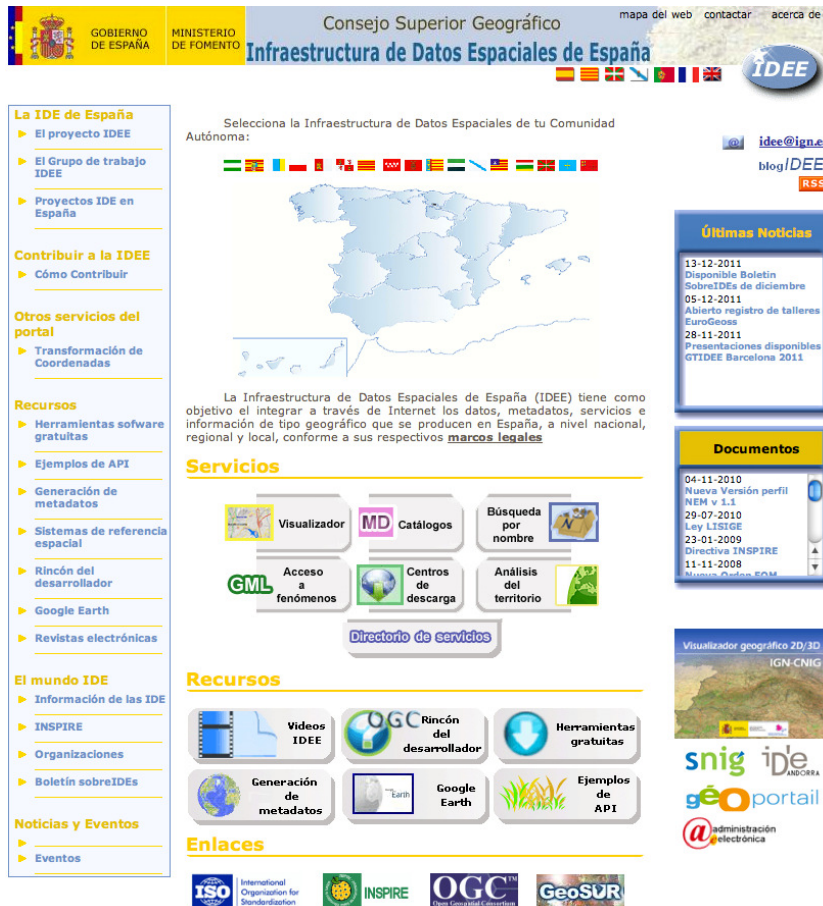 GOBIERNO
DE ESPAÑA
MINISTERIO
DE FOMENTO
Consejo Superior Geográfico
Infraestructura de Datos Espaciales de España
mapa del web contactar acerca de
IDEE
La IDE de España
El proyecto IDEE
El Grupo de trabajo
IDEE
Proyectos IDE en
España
Contribuir a la IDEE
Cómo Contribuir
Otros servicios del
portal
Transformación de
Coordenadas
Recursos
Herramientas sofware
gratuitas
Ejemplos de API
Generación de
metadatos
Sistemas de referencia
espacial
Rincón del
desarrollador
Google Earth
Revistas electrónicas
El mundo IDE
Información de las IDE
INSPIRE
Organizaciones
Boletín sobreIDEs
Noticias y Eventos
Eventos
Selecciona la Infraestructura de Datos Espaciales de tu Comunidad
Autónoma:
La Infraestructura de Datos Espaciales de España (IDEE) tiene como
objetivo el integrar a través de Internet los datos, metadatos, servicios e
información de tipo geográfico que se producen en España, a nivel nacional,
regional y local, conforme a sus respectivos marcos legales
Servicios
Visualizador
MD Catálogos
Búsqueda
por
nombre
GML
Acceso
a
fenómenos
Centros
de
descarga
Análisis
del
territorio
Directorio de servicios
Recursos
Videos
IDEE
OGC
Rincón
del
desarrollador
Herramientas
gratuitas
Generación
de
metadatos
Earth
Google
Earth
Ejemplos
de
API
Enlaces
ISO
International
Organization for
Standardization
INSPIRE
OGC™
Open Geospatial Consortium
GeoSUR
@ idee@ign.e
blogIDEE
RSS
Últimas Noticias
13-12-2011
Disponible Boletin
SobreIDEs de diciembre
05-12-2011
Abierto registro de talleres
EuroGeoss
28-11-2011
Presentaciones disponibles
GTIDEE Barcelona 2011
Documentos
04-11-2010
Nueva Versión perfil
NEM v 1.1
29-07-2010
Ley LISIGE
23-01-2009
Directiva INSPIRE
11-11-2008
Nueva Orden FOM
Visualizador geográfico 2D/3D
IGN-CNIG
snig
iDe
ANDORRA
géoportail
administración
electrónica